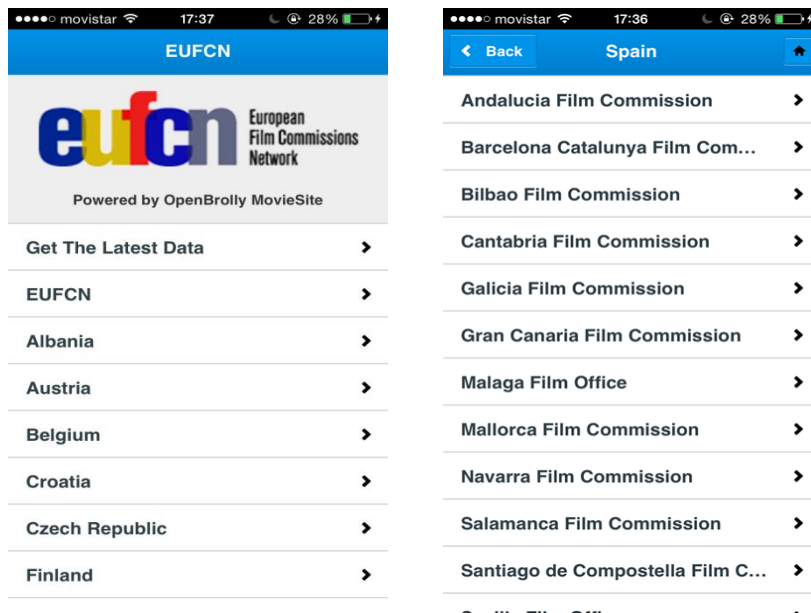 movistar 17:37 28%
EUFCN
eufcn
European
Film Commissions
Network
Powered by OpenBrolly MovieSite
Get The Latest Data
EUFCN
Albania
Austria
Belgium
Croatia
Czech Republic
Finland
movistar 17:36 28%
Back Spain
Andalucia Film Commission
Barcelona Catalunya Film Com...
Bilbao Film Commission
Cantabria Film Commission
Galicia Film Commission
Gran Canaria Film Commission
Malaga Film Office
Mallorca Film Commission
Navarra Film Commission
Salamanca Film Commission
Santiago de Compostella Film C...